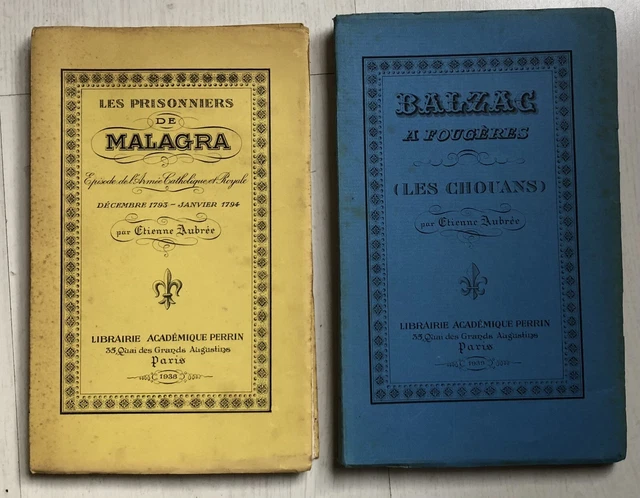 LES PRISONNIERS
DE
MALAGRA
Episode de l'Armée Catholique et Royale
DÉCEMBRE 1793 - JANVIER 1794
par Etienne Aubrée
LIBRAIRIE ACADÉMIQUE PERRIN
35, Quai des Grands Augustins
Paris
1938
BALZAC
A FOUGÈRES
(LES CHOUANS)
par Etienne Aubrée
LIBRAIRIE ACADÉMIQUE PERRIN
35, Quai des Grands Augustins
Paris